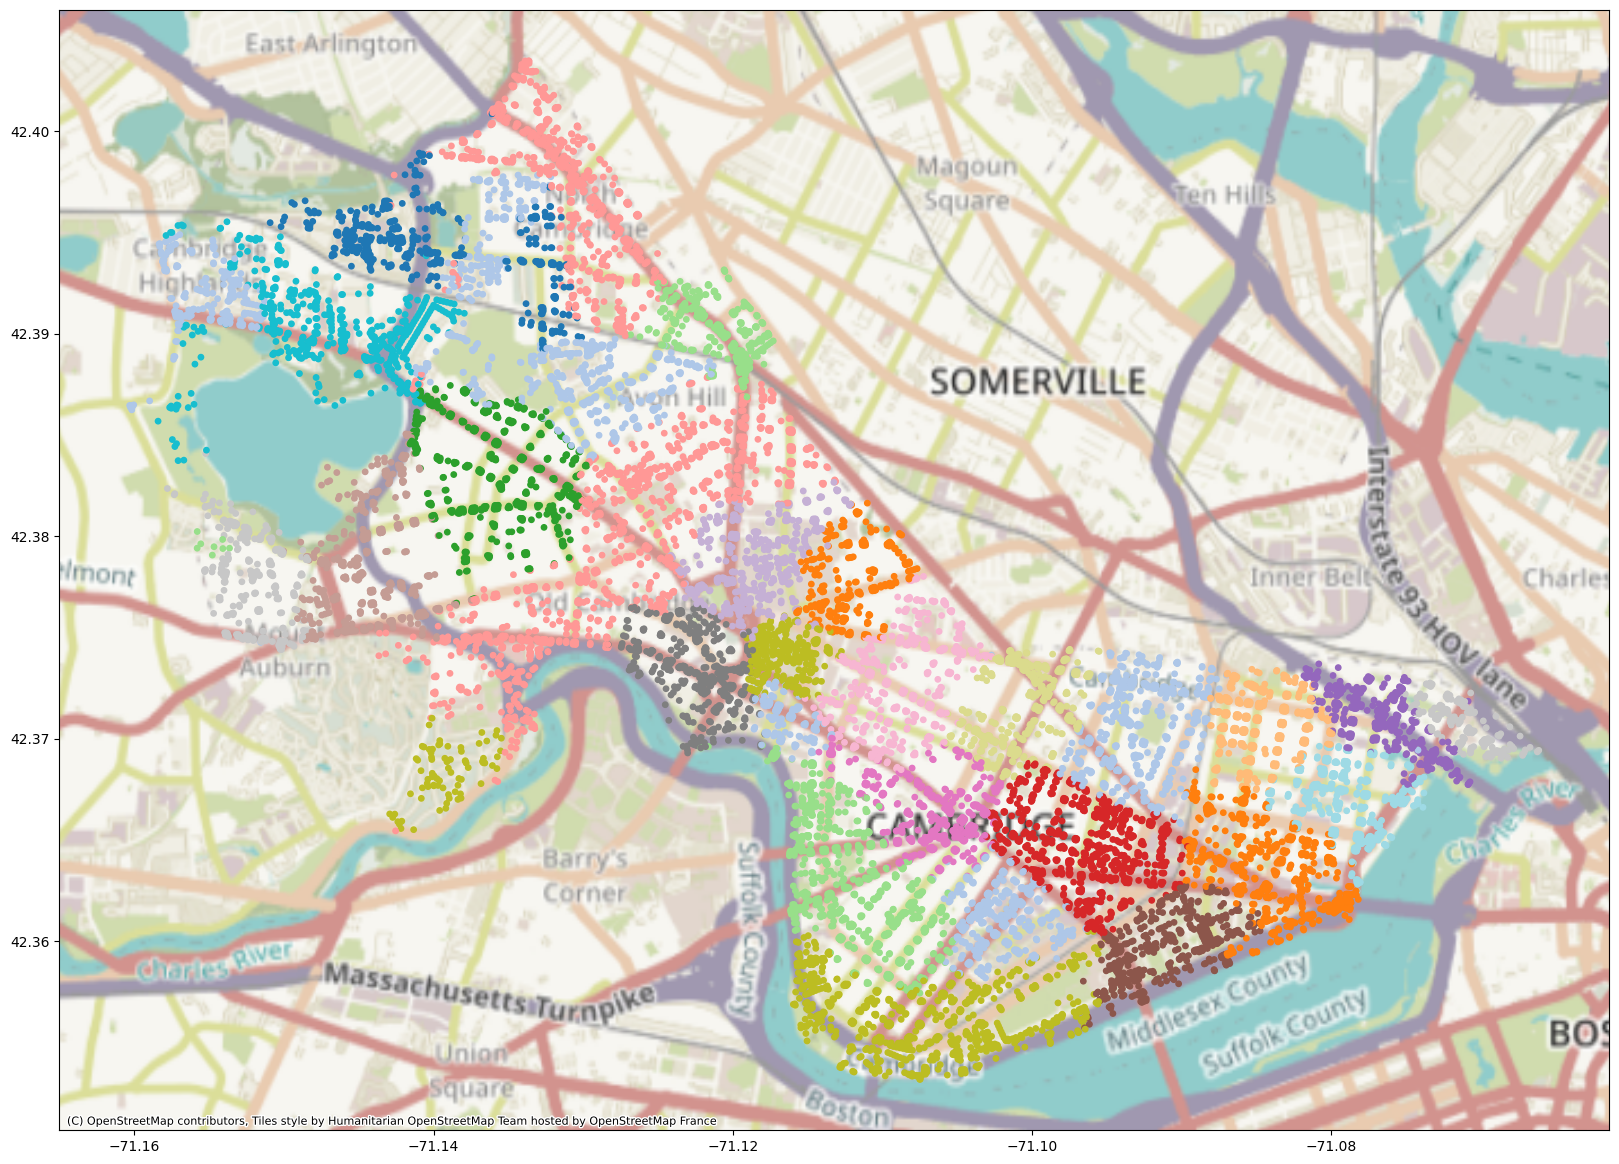 East Arlington
42.40
Magoun
Square
Ten Hills
North
Cambridge
Cambridge
Highlands
42.39
SOMERVILLE
Avon Hill
Interstate 93 HOV lane
42.38
elmont
Inner Belt
Charles
Old Cambridge
Mount
Auburn
42.37
CAMBRIDGE
Charles River
Barry's
Corner
Suffolk County
42.36
Charles River
Massachusetts Turnpike
Middlesex County
Suffolk County
BOS
Union
Square
Cambridge
Boston
(C) OpenStreetMap contributors, Tiles style by Humanitarian OpenStreetMap Team hosted by OpenStreetMap France
−71.16
−71.14
−71.12
−71.10
−71.08